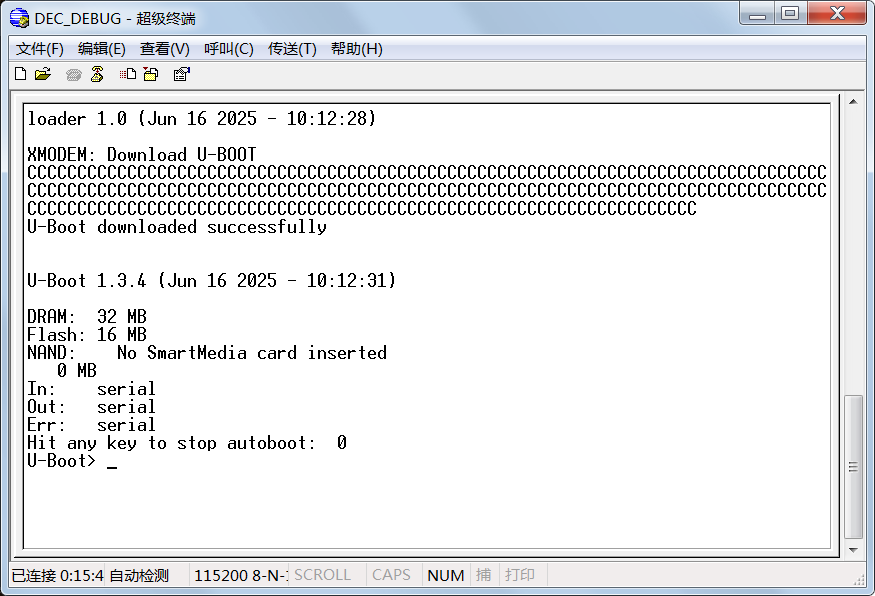 DEC_DEBUG - 超级终端
文件(F) 编辑(E) 查看(V) 呼叫(C) 传送(T) 帮助(H)
loader 1.0 (Jun 16 2025 - 10:12:28)
XMODEM: Download U-BOOT
CCCCCCCCCCCCCCCCCCCCCCCCCCCCCCCCCCCCCCCCCCCCCCCCCCCCCCCCCCCCCCCCCCCCCCCCCCCCCCCC
CCCCCCCCCCCCCCCCCCCCCCCCCCCCCCCCCCCCCCCCCCCCCCCCCCCCCCCCCCCCCCCCCCCCCCCCCCCCCCCC
CCCCCCCCCCCCCCCCCCCCCCCCCCCCCCCCCCCCCCCCCCCCCCCCCCCCCCCCCCCCCCCCCCC
U-Boot downloaded successfully
U-Boot 1.3.4 (Jun 16 2025 - 10:12:31)
DRAM:  32 MB
Flash: 16 MB
NAND:    No SmartMedia card inserted
   0 MB
In:    serial
Out:   serial
Err:   serial
Hit any key to stop autoboot:  0
U-Boot> _
已连接 0:15:4 自动检测 115200 8-N-1 SCROLL CAPS NUM 捕 打印